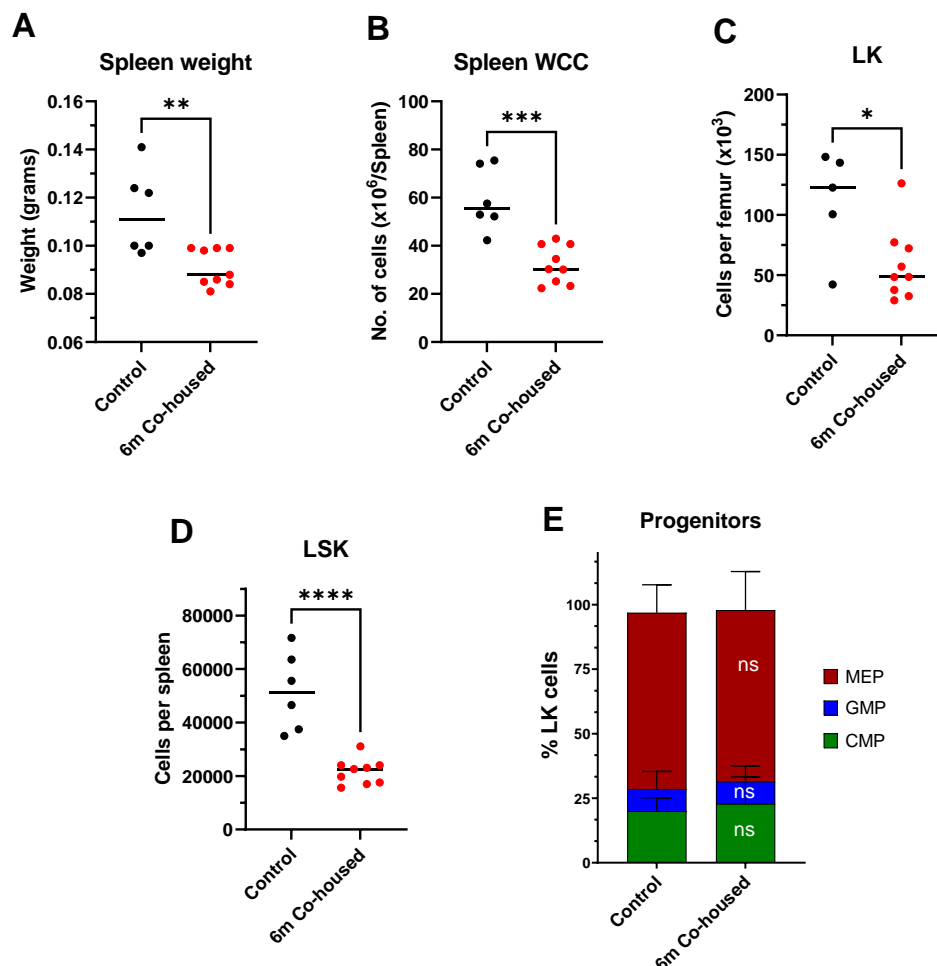 A
Spleen weight
Weight (grams)
0.16
0.14
0.12
0.10
0.08
0.06
**
Control
6m Co-housed
B
Spleen WCC
No. of cells (x10⁶/Spleen)
100
80
60
40
20
0
***
Control
6m Co-housed
C
LK
Cells per femur (x10³)
200
150
100
50
0
*
Control
6m Co-housed
D
LSK
Cells per spleen
80000
60000
40000
20000
0
****
Control
6m Co-housed
E
Progenitors
% LK cells
100
75
50
25
0
ns
ns
ns
Control
6m Co-housed
MEP
GMP
CMP